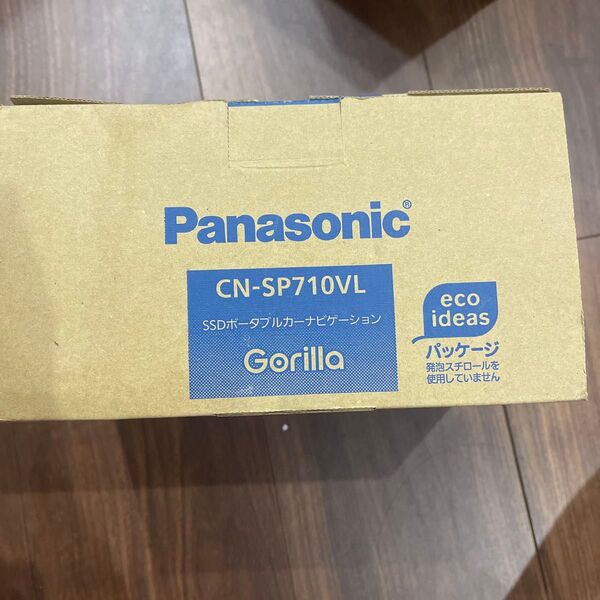 Panasonic®
CN-SP710VL
SSDポータブルカーナビゲーション
Gorilla
eco
ideas
パッケージ
発泡スチロールを
使用していません